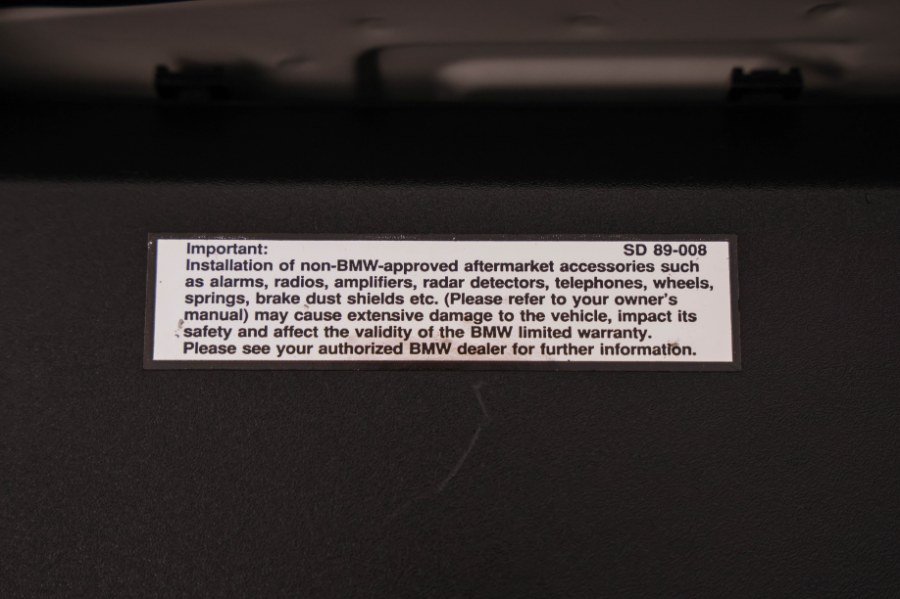 Important: SD 89-008
Installation of non-BMW-approved aftermarket accessories such
as alarms, radios, amplifiers, radar detectors, telephones, wheels,
springs, brake dust shields etc. (Please refer to your owner's
manual) may cause extensive damage to the vehicle, impact its
safety and affect the validity of the BMW limited warranty.
Please see your authorized BMW dealer for further information.